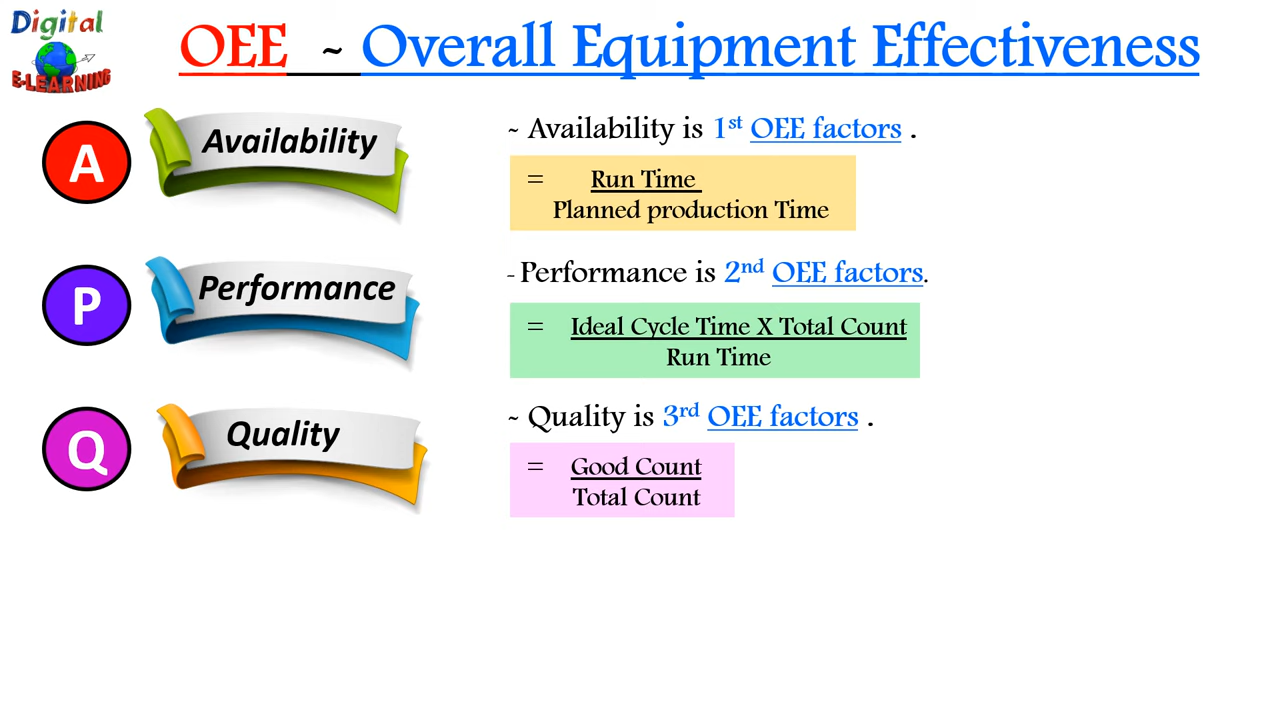 Digital
E-LEARNING
OEE ~ Overall Equipment Effectiveness
A
Availability
~ Availability is 1st OEE factors .
= Run Time
Planned production Time
P
Performance
- Performance is 2nd OEE factors.
= Ideal Cycle Time X Total Count
Run Time
Q
Quality
~ Quality is 3rd OEE factors .
= Good Count
Total Count